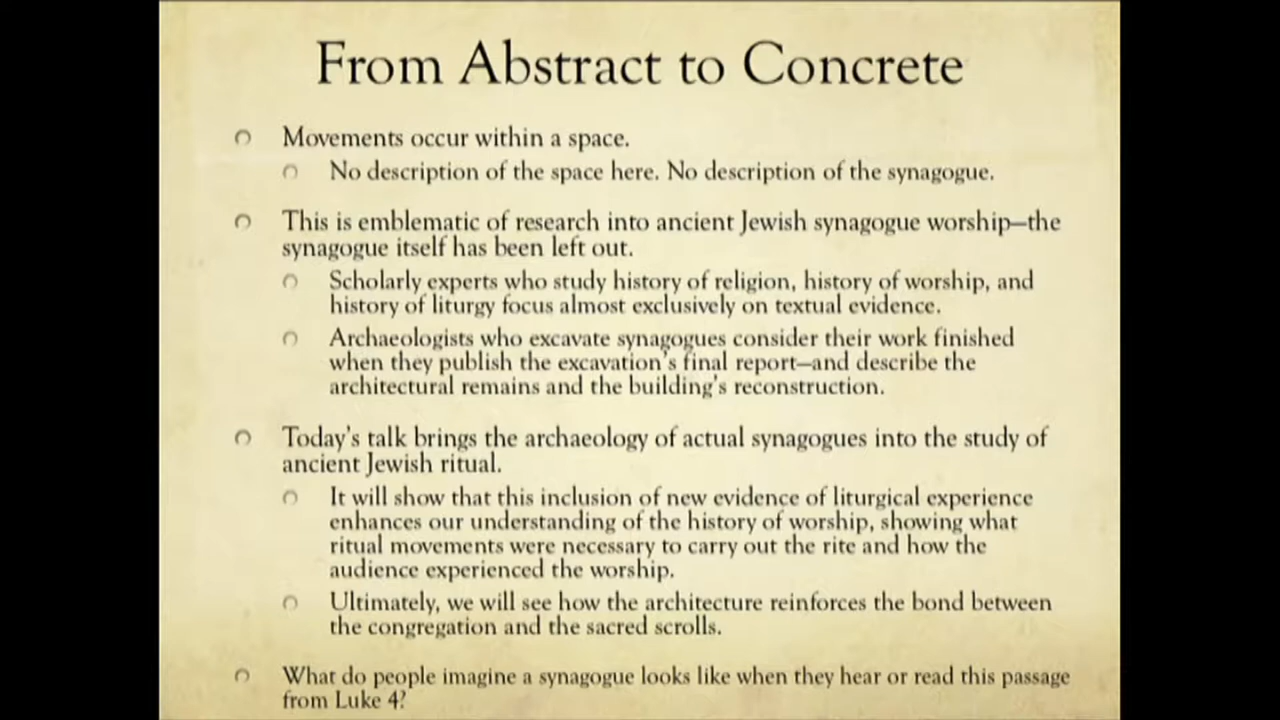 From Abstract to Concrete
Movements occur within a space.
No description of the space here. No description of the synagogue.
This is emblematic of research into ancient Jewish synagogue worship—the
synagogue itself has been left out.
Scholarly experts who study history of religion, history of worship, and
history of liturgy focus almost exclusively on textual evidence.
Archaeologists who excavate synagogues consider their work finished
when they publish the excavation's final report—and describe the
architectural remains and the building's reconstruction.
Today's talk brings the archaeology of actual synagogues into the study of
ancient Jewish ritual.
It will show that this inclusion of new evidence of liturgical experience
enhances our understanding of the history of worship, showing what
ritual movements were necessary to carry out the rite and how the
audience experienced the worship.
Ultimately, we will see how the architecture reinforces the bond between
the congregation and the sacred scrolls.
What do people imagine a synagogue looks like when they hear or read this passage
from Luke 4?